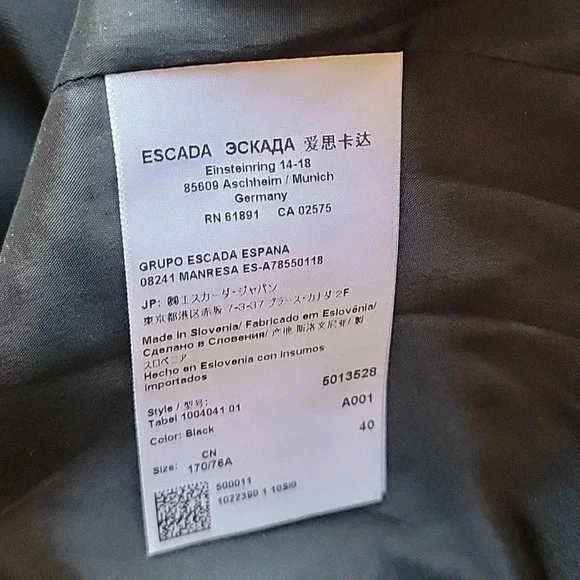 ESCADA ЭСКАДА 爱思卡达
Einsteinring 14-18
85609 Aschheim / Munich
Germany
RN 61891 CA 02575
GRUPO ESCADA ESPANA
08241 MANRESA ES-A78550118
JP: ㈱エスカーダ・ジャパン
東京都港区赤坂 7-3-37 プラース・カナダ 2F
Made in Slovenia/ Fabricado em Eslovénia/
Сделано в Словении/ 产地 斯洛文尼亚/ 製
スロベニア
Hecho en Eslovenia con insumos
importados
5013528
Style / 型号:
Tabel 1004041 01 A001
Color: Black 40
CN
Size: 170/76A
500011
1022390 1 10SI0